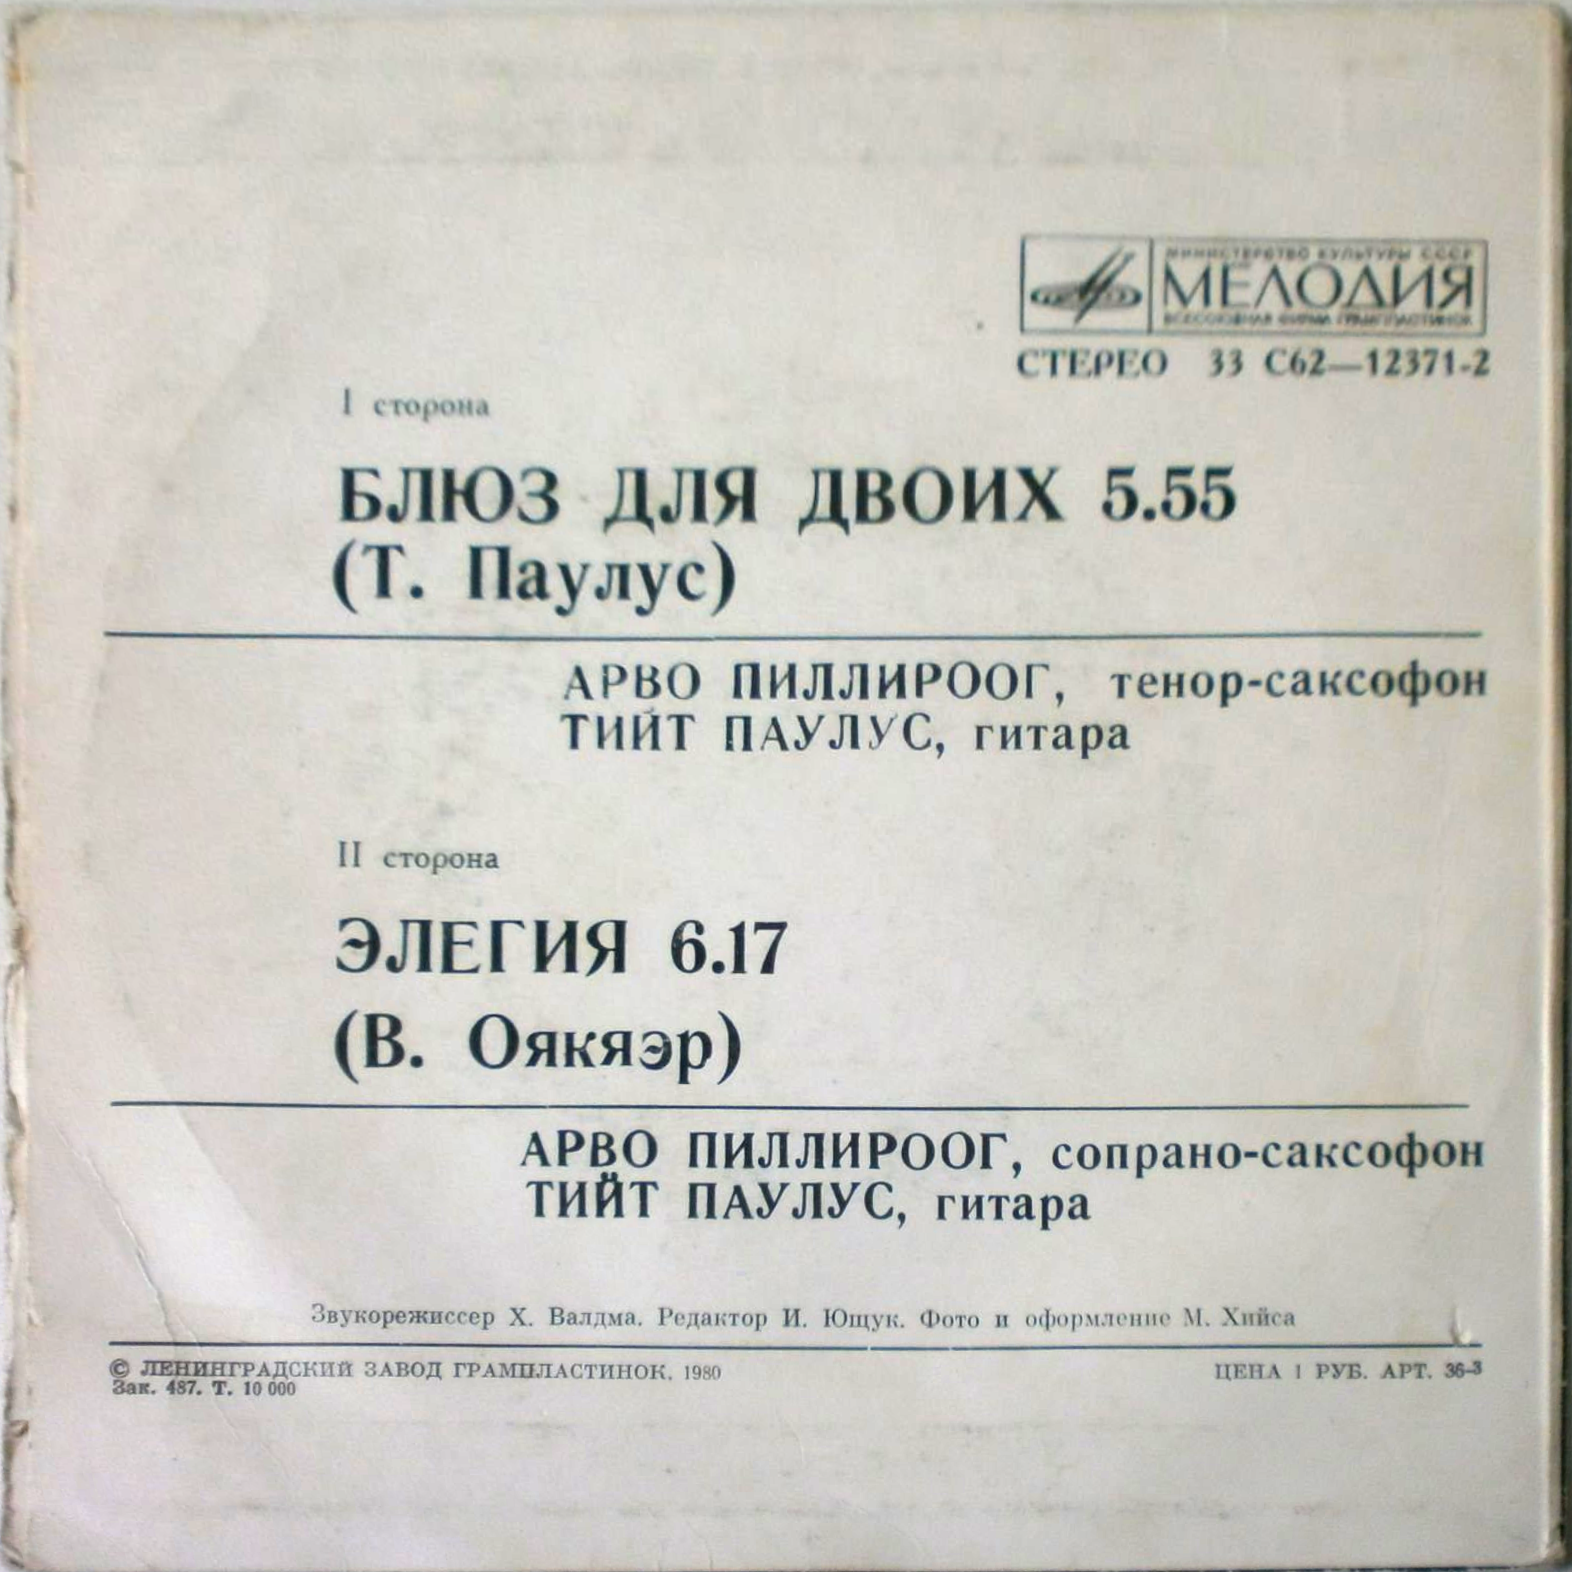 МИНИСТЕРСТВО КУЛЬТУРЫ СССР
МЕЛОДИЯ
ВСЕСОЮЗНАЯ ФИРМА ГРАМПЛАСТИНОК
СТЕРЕО 33 С62—12371-2
I сторона
БЛЮЗ ДЛЯ ДВОИХ 5.55
(Т. Паулус)
АРВО ПИЛЛИРООГ, тенор-саксофон
ТИЙТ ПАУЛУС, гитара
II сторона
ЭЛЕГИЯ 6.17
(В. Оякяэр)
АРВО ПИЛЛИРООГ, сопрано-саксофон
ТИЙТ ПАУЛУС, гитара
Звукорежиссер Х. Валдма. Редактор И. Ющук. Фото и оформление М. Хийса
© ЛЕНИНГРАДСКИЙ ЗАВОД ГРАМПЛАСТИНОК, 1980 ЦЕНА 1 РУБ. АРТ. 36-3
Зак. 487. Т. 10 000